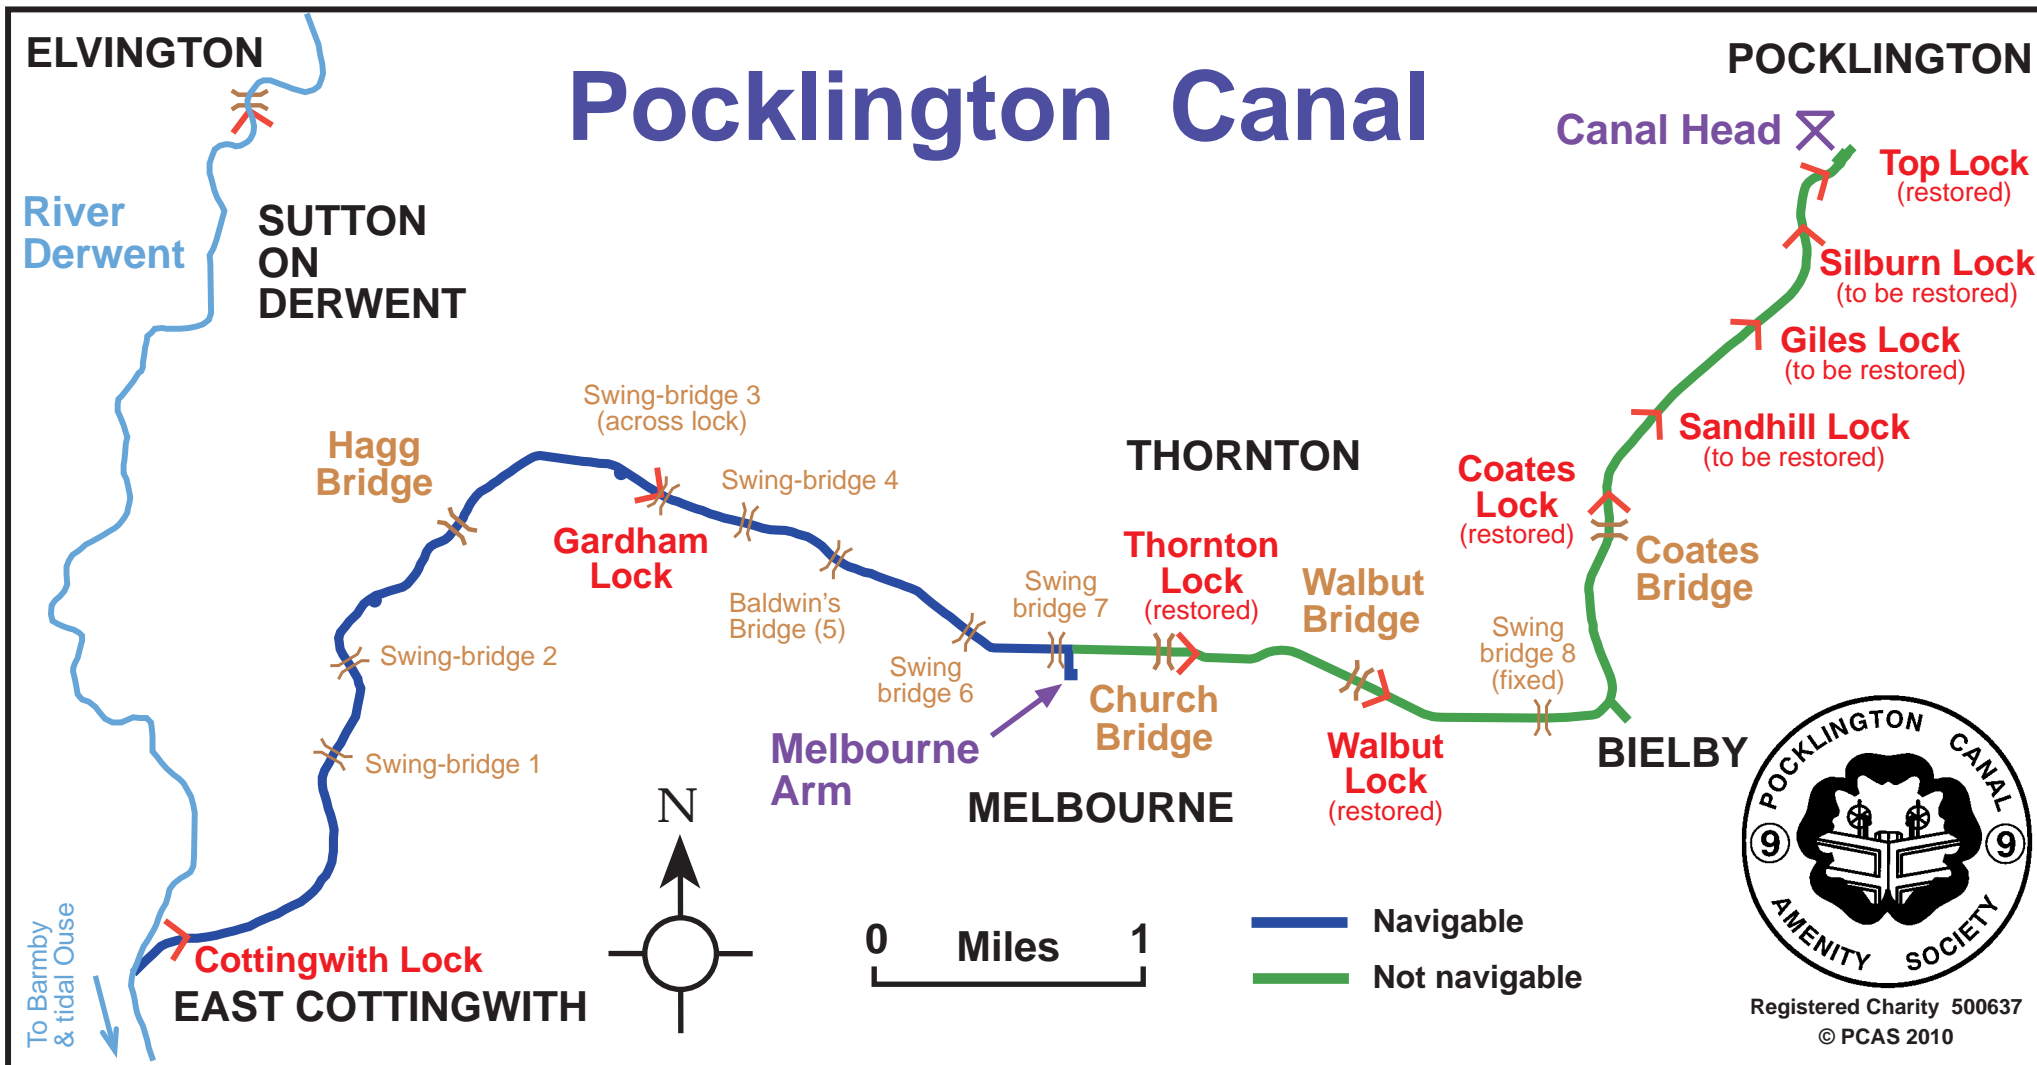 Pocklington Canal
ELVINGTON
POCKLINGTON
Canal Head
Top Lock
(restored)
River
Derwent
SUTTON
ON
DERWENT
Silburn Lock
(to be restored)
Giles Lock
(to be restored)
Swing-bridge 3
(across lock)
Hagg
Bridge
Sandhill Lock
(to be restored)
THORNTON
Coates
Lock
(restored)
Swing-bridge 4
Gardham
Lock
Thornton
Lock
(restored)
Coates
Bridge
Walbut
Bridge
Swing
bridge 7
Baldwin's
Bridge (5)
Swing
bridge 8
(fixed)
Swing-bridge 2
Swing
bridge 6
Church
Bridge
Swing-bridge 1
Melbourne
Arm
Walbut
Lock
(restored)
BIELBY
MELBOURNE
N
POCKLINGTON CANAL
9
9
AMENITY SOCIETY
0
Miles
1
Navigable
Not navigable
Cottingwith Lock
EAST COTTINGWITH
To Barmby
& tidal Ouse
Registered Charity 500637
© PCAS 2010